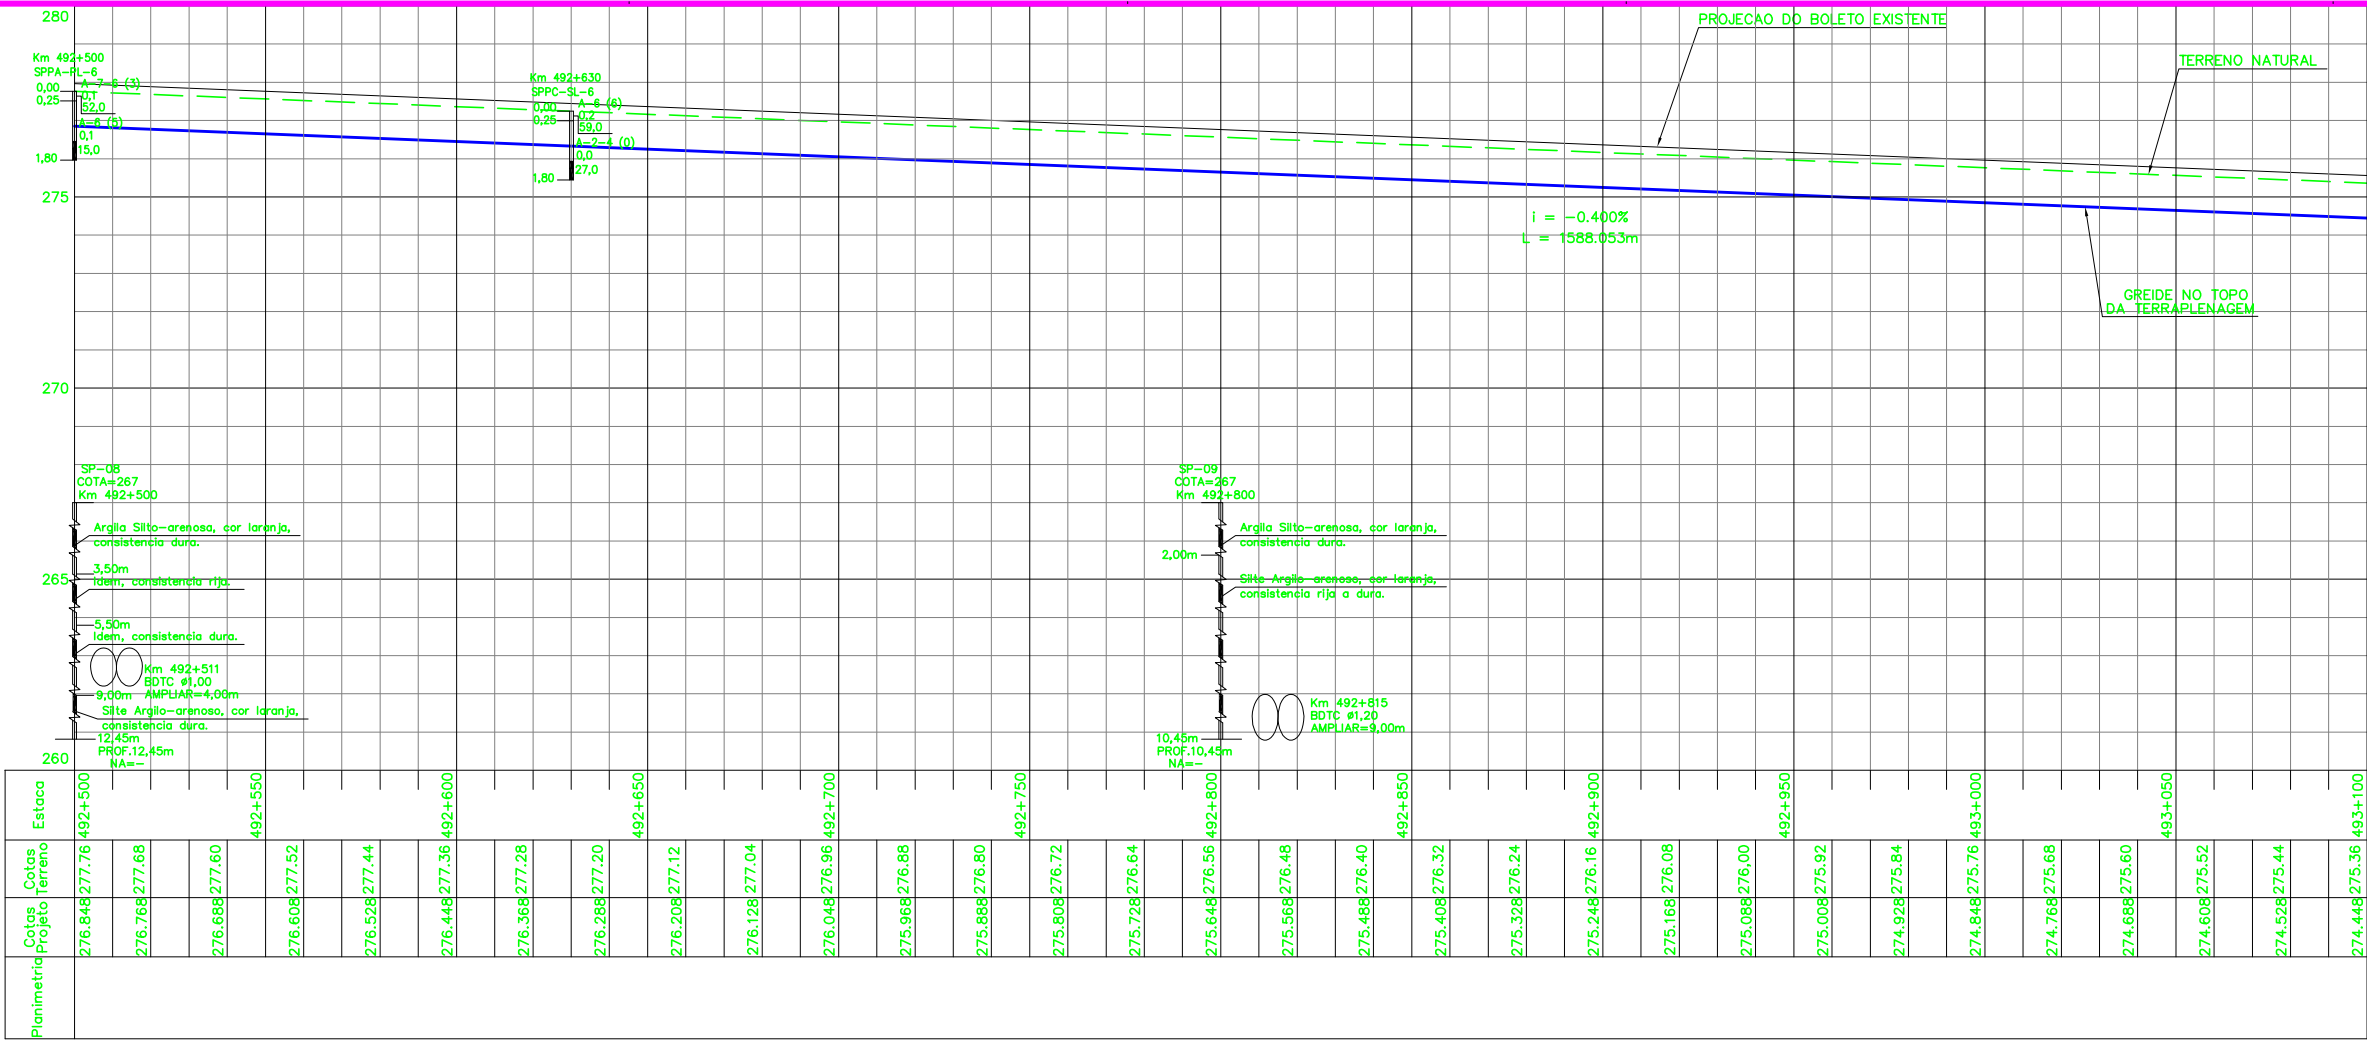 280
PROJECAO DO BOLETO EXISTENTE
TERRENO NATURAL
Km 492+500
SPPA-PL-6
0,00
0,25
A-7-6 (3)
0,1
52,0
A-6 (5)
0,1
15,0
1,80
Km 492+630
SPPC-SL-6
0,00
0,25
A-6 (6)
0,2
59,0
A-2-4 (0)
0,0
27,0
1,80
275
i = -0.400%
L = 1588.053m
GREIDE NO TOPO
DA TERRAPLENAGEM
270
SP-08
COTA=267
Km 492+500
Argila Silto-arenosa, cor laranja,
consistencia dura.
3,50m
Idem, consistencia rija.
5,50m
Idem, consistencia dura.
Km 492+511
BDTC ø1,00
AMPLIAR=4,00m
9,00m
Silte Argilo-arenoso, cor laranja,
consistencia dura.
12,45m
PROF.12,45m
NA=-
SP-09
COTA=267
Km 492+800
Argila Silto-arenosa, cor laranja,
consistencia dura.
2,00m
Silte Argilo-arenoso, cor laranja,
consistencia rija a dura.
Km 492+815
BDTC ø1,20
AMPLIAR=9,00m
10,45m
PROF.10,45m
NA=-
265
260
Estaca
492+500 492+550 492+600 492+650 492+700 492+750 492+800 492+850 492+900 492+950 493+000 493+050 493+100
Cotas
Terreno
277.76 277.68 277.60 277.52 277.44 277.36 277.28 277.20 277.12 277.04 276.96 276.88 276.80 276.72 276.64 276.56 276.48 276.40 276.32 276.24 276.16 276.08 276,00 275.92 275.84 275.76 275.68 275.60 275.52 275.44 275.36
Cotas
Projeto
276.848 276.768 276.688 276.608 276.528 276.448 276.368 276.288 276.208 276.128 276.048 275.968 275.888 275.808 275.728 275.648 275.568 275.488 275.408 275.328 275.248 275.168 275.088 275.008 274.928 274.848 274.768 274.688 274.608 274.528 274.448
Planimetria